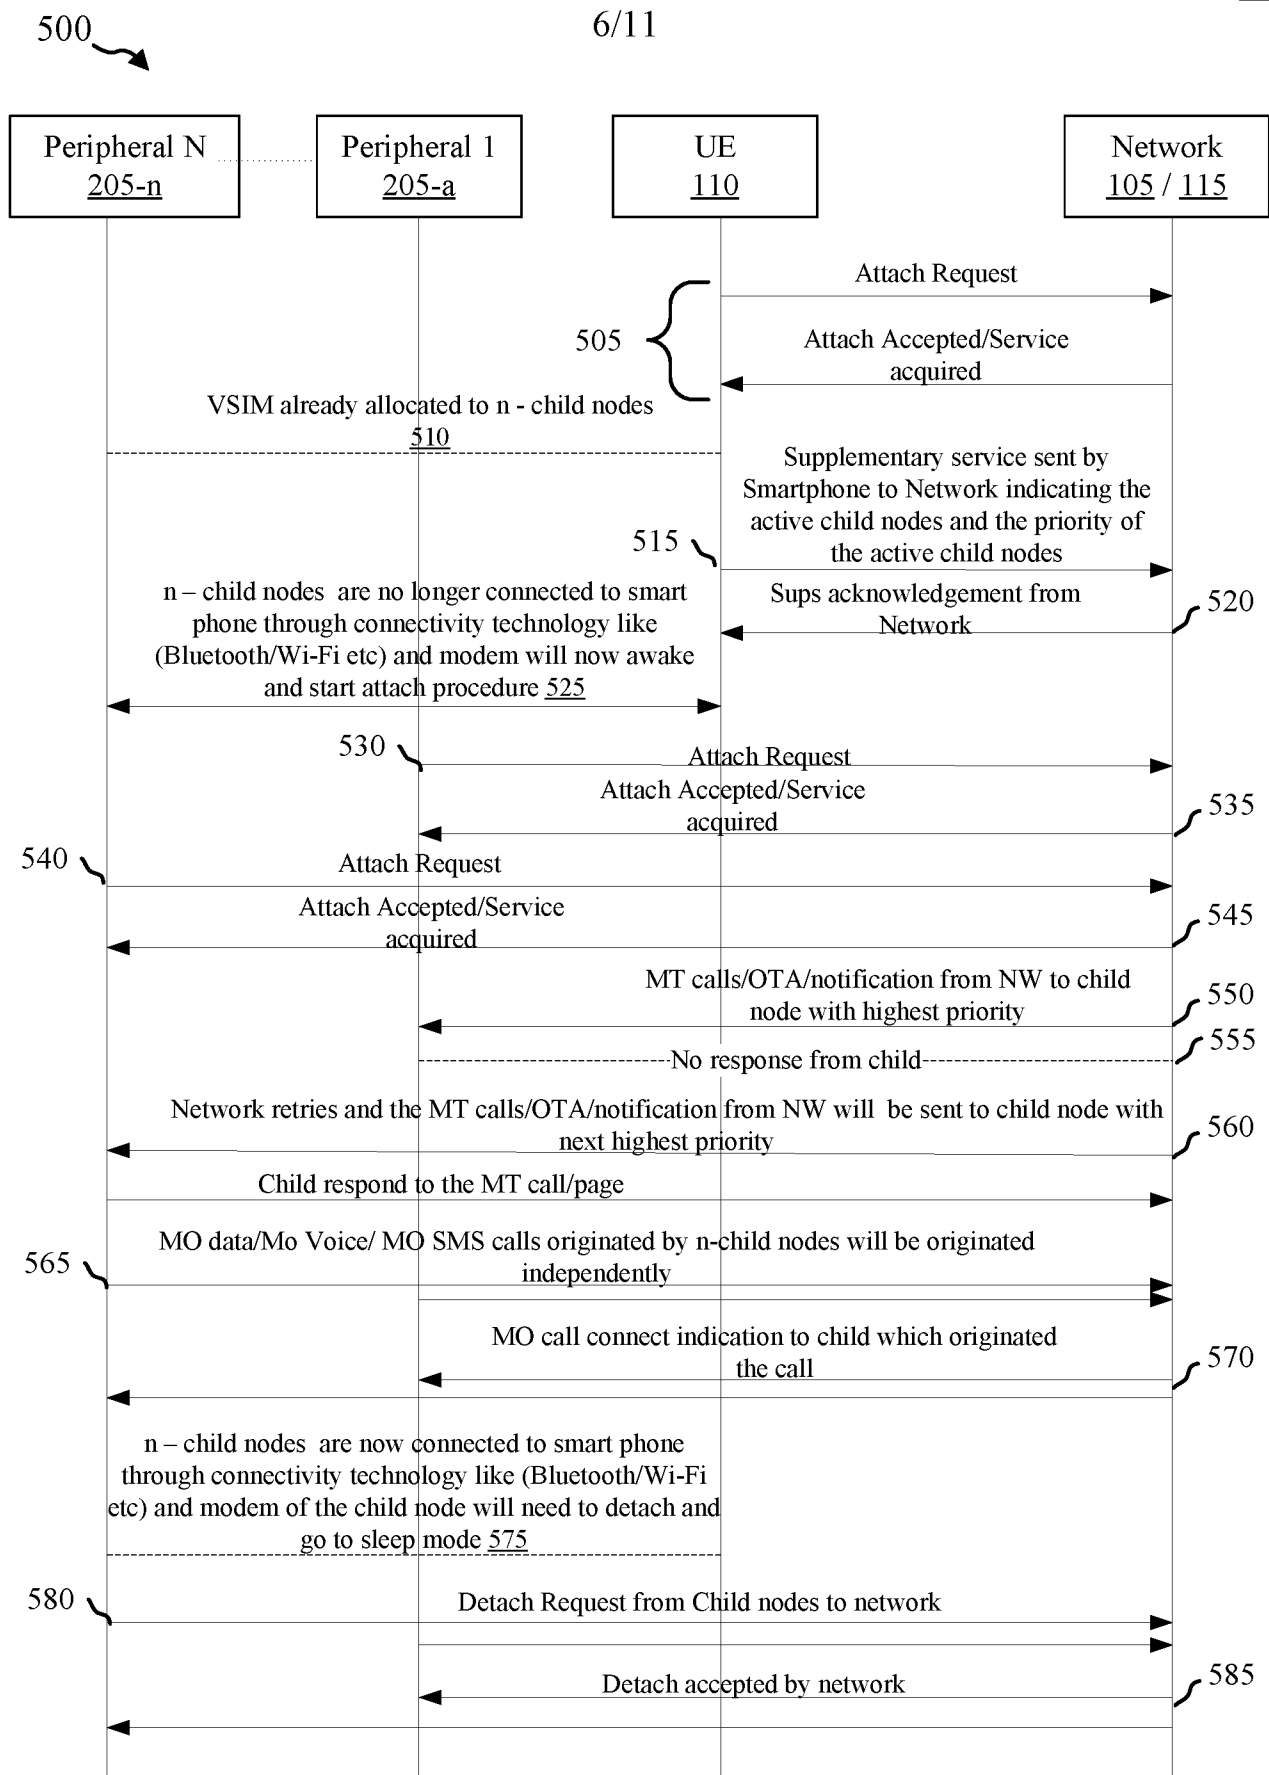 500
6/11
Peripheral N
205-n
Peripheral 1
205-a
UE
110
Network
105 / 115
Attach Request
505
Attach Accepted/Service
acquired
VSIM already allocated to n - child nodes
510
Supplementary service sent by
Smartphone to Network indicating the
active child nodes and the priority of
the active child nodes
515
n – child nodes are no longer connected to smart
phone through connectivity technology like
(Bluetooth/Wi-Fi etc) and modem will now awake
and start attach procedure 525
Sups acknowledgement from
Network
520
530
Attach Request
Attach Accepted/Service
acquired
535
540
Attach Request
Attach Accepted/Service
acquired
545
MT calls/OTA/notification from NW to child
node with highest priority
550
555
No response from child
Network retries and the MT calls/OTA/notification from NW will be sent to child node with
next highest priority
560
Child respond to the MT call/page
MO data/Mo Voice/ MO SMS calls originated by n-child nodes will be originated
independently
565
MO call connect indication to child which originated
the call
570
n – child nodes are now connected to smart phone
through connectivity technology like (Bluetooth/Wi-Fi
etc) and modem of the child node will need to detach and
go to sleep mode 575
580
Detach Request from Child nodes to network
Detach accepted by network
585